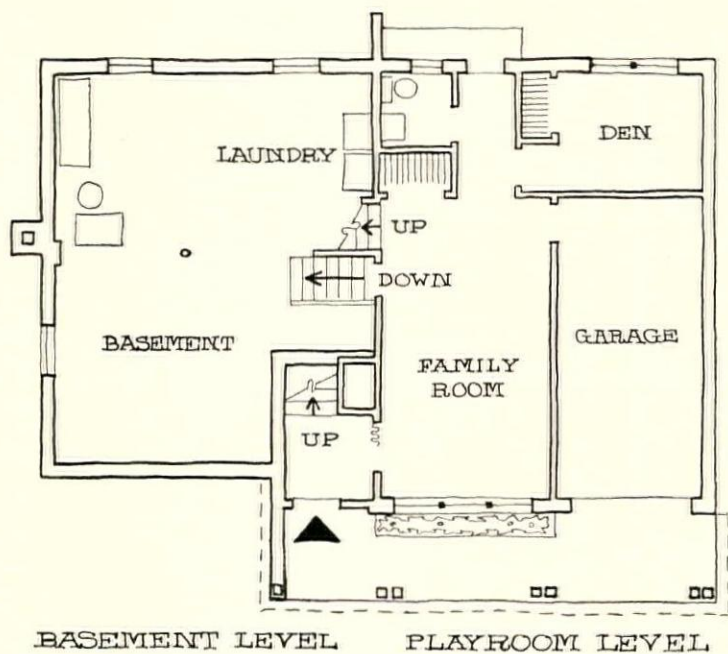 DEN
LAUNDRY
UP
DOWN
BASEMENT
GARAGE
FAMILY
ROOM
UP
BASEMENT LEVEL
PLAYROOM LEVEL